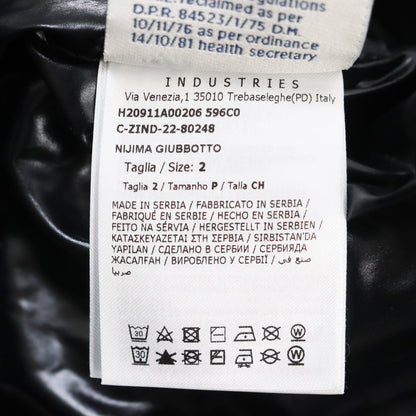 reclaimed as per
D.P.R. 84523/1/75 D.M.
10/11/76 as per ordinance
14/10/81 health secretary
INDUSTRIES
Via Venezia,1 35010 Trebaseleghe(PD) Italy
H20911A00206 596C0
C-ZIND-22-80248
NIJIMA GIUBBOTTO
Taglia / Size: 2
Taglia 2 / Tamanho P / Talla CH
MADE IN SERBIA / FABBRICATO IN SERBIA /
FABRIQUÉ EN SERBIE / HECHO EN SERBIA /
FEITO NA SÉRVIA / HERGESTELLT IN SERBIEN /
ΚΑΤΑΣΚΕΥΑΖΕΤΑΙ ΣΤΗ ΣΕΡΒΙΑ / SIRBISTAN'DA
YAPILAN / СДЕЛАНО В СЕРБИИ / СЕРБИЯДА
ЖАСАЛҒАН / ВИРОБЛЕНО У СЕРБІЇ / صنع في
صربيا
30
30